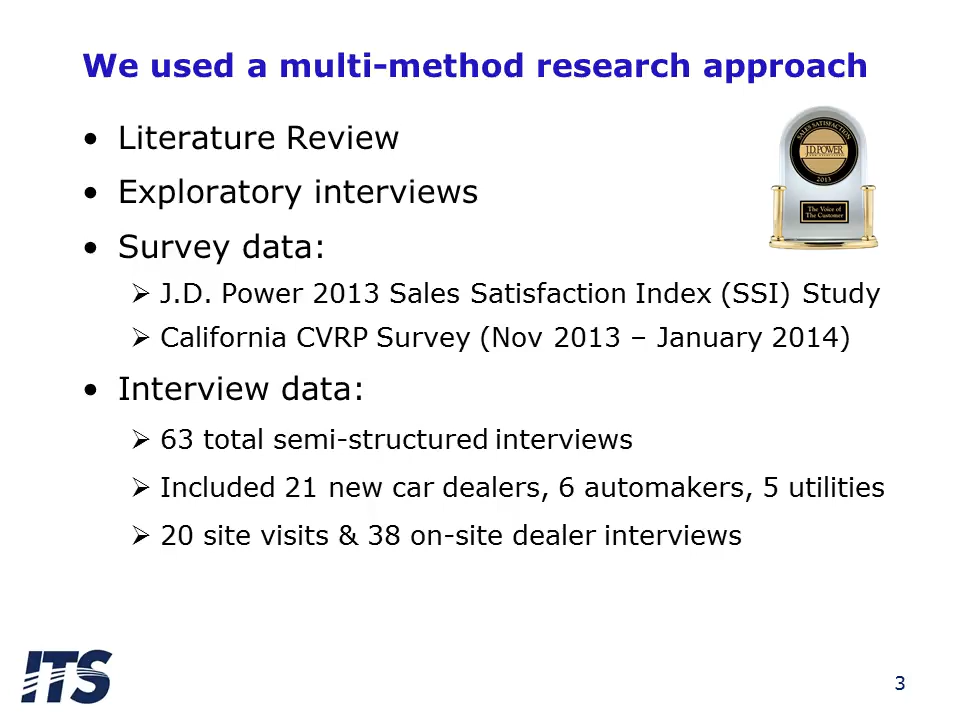 We used a multi-method research approach
• Literature Review
• Exploratory interviews
• Survey data:
➢ J.D. Power 2013 Sales Satisfaction Index (SSI) Study
➢ California CVRP Survey (Nov 2013 – January 2014)
• Interview data:
➢ 63 total semi-structured interviews
➢ Included 21 new car dealers, 6 automakers, 5 utilities
➢ 20 site visits & 38 on-site dealer interviews
SALES SATISFACTION
J.D. POWER
2013
The Voice of
The Customer
ITS
3